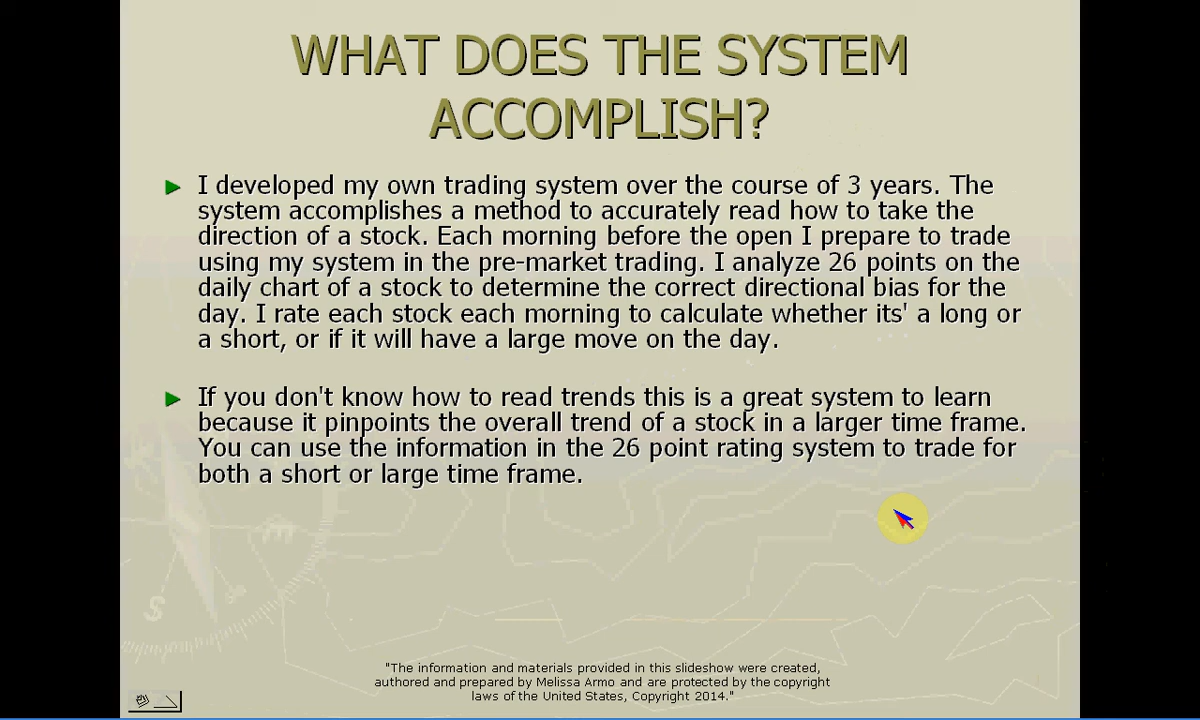 WHAT DOES THE SYSTEM
ACCOMPLISH?
I developed my own trading system over the course of 3 years. The
system accomplishes a method to accurately read how to take the
direction of a stock. Each morning before the open I prepare to trade
using my system in the pre-market trading. I analyze 26 points on the
daily chart of a stock to determine the correct directional bias for the
day. I rate each stock each morning to calculate whether its' a long or
a short, or if it will have a large move on the day.
If you don't know how to read trends this is a great system to learn
because it pinpoints the overall trend of a stock in a larger time frame.
You can use the information in the 26 point rating system to trade for
both a short or large time frame.
S
"The information and materials provided in this slideshow were created,
authored and prepared by Melissa Armo and are protected by the copyright
laws of the United States, Copyright 2014."